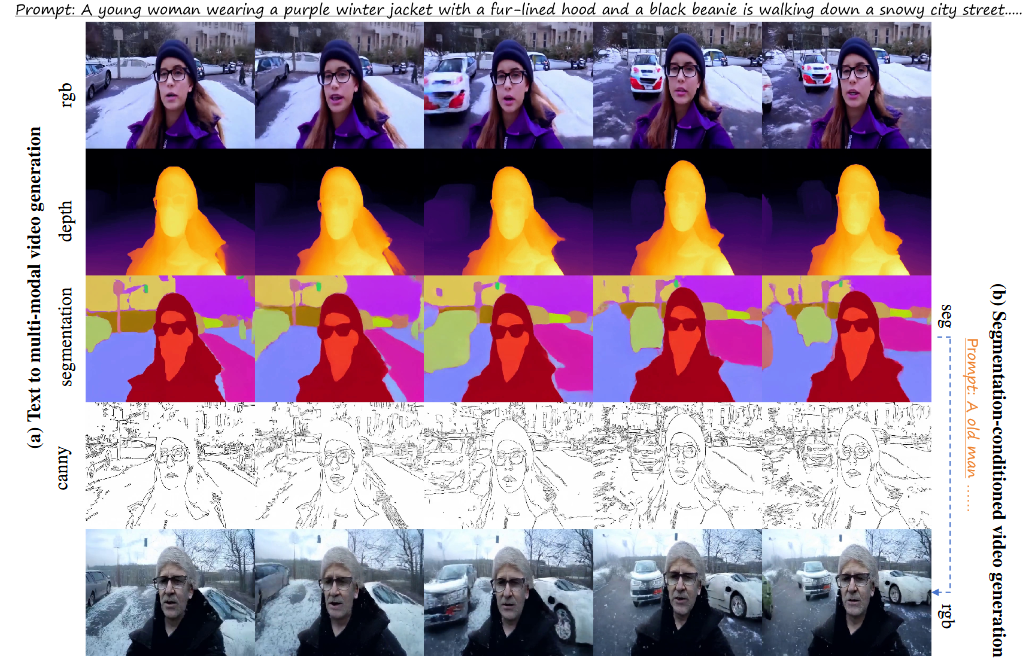 Prompt: A young woman wearing a purple winter jacket with a fur-lined hood and a black beanie is walking down a snowy city street......
(a) Text to multi-modal video generation
rgb
depth
segmentation
canny
seg
rgb
Prompt: A old man ......
(b) Segmentation-conditioned video generation